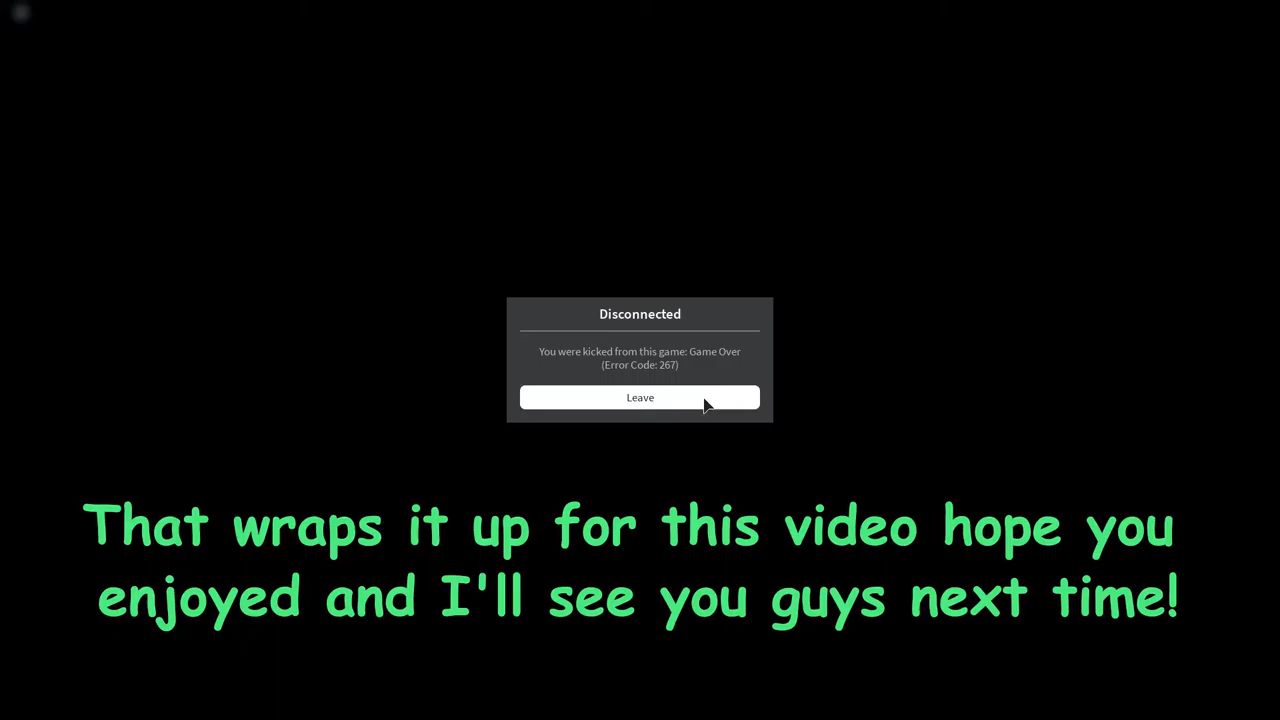 Disconnected
You were kicked from this game: Game Over
(Error Code: 267)
Leave
That wraps it up for this video hope you
enjoyed and I'll see you guys next time!